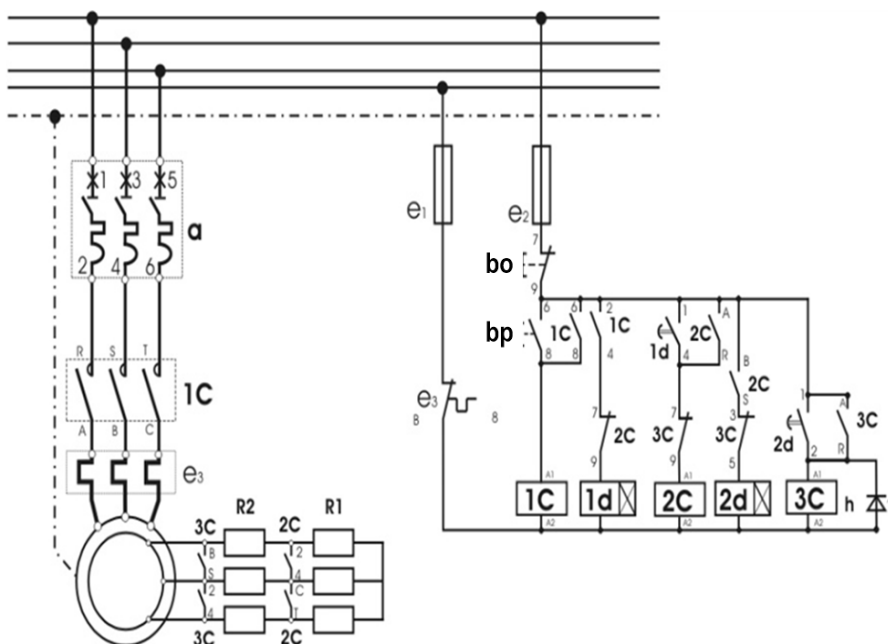 1 3 5
a
2 4 6
R S T
1C
A B C
e3
3C R2 2C R1
B 2
S 4
2 C
4 T
3C 2C
e1
e2
7
bo
9
bp
6 6 2 1 A
1C 1C 1d 2C
8 8 4 4 R
B
2C
S
e3
B 8
7 7 3 1 A
2C 3C 3C 2d 3C
9 9 5 2 R
A1 A1 A1
1C 1d 2C 2d 3C h
A2 A2 A2